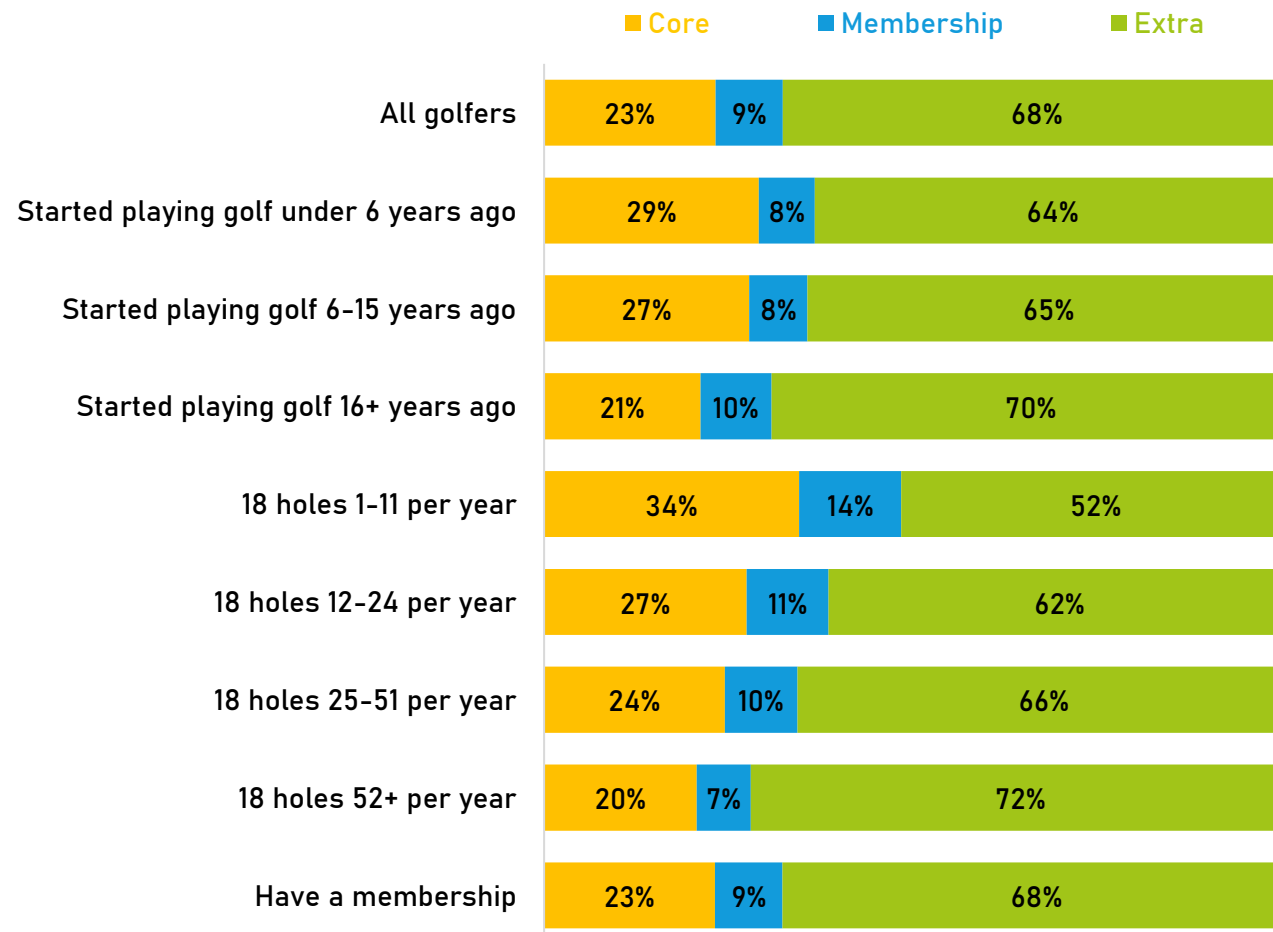 Core Membership Extra
All golfers 23% 9% 68%
Started playing golf under 6 years ago 29% 8% 64%
Started playing golf 6-15 years ago 27% 8% 65%
Started playing golf 16+ years ago 21% 10% 70%
18 holes 1-11 per year 34% 14% 52%
18 holes 12-24 per year 27% 11% 62%
18 holes 25-51 per year 24% 10% 66%
18 holes 52+ per year 20% 7% 72%
Have a membership 23% 9% 68%